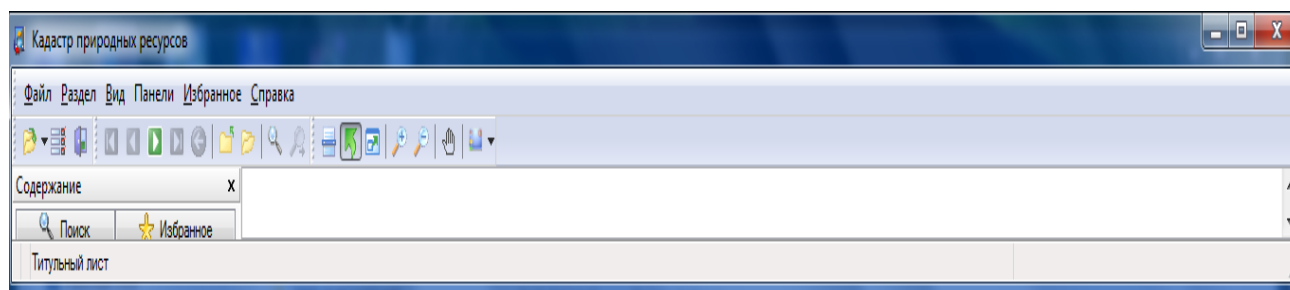 Кадастр природных ресурсов
Файл Раздел Вид Панели Избранное Справка
Содержание x
Поиск Избранное
Титульный лист